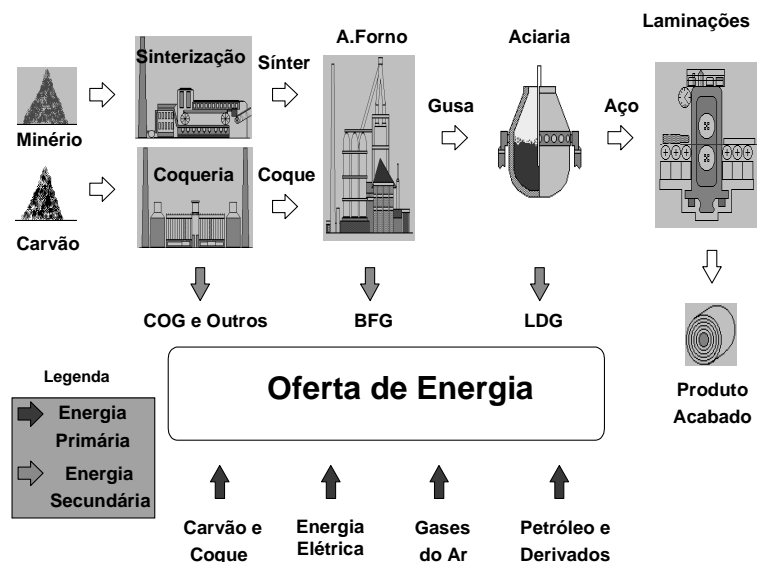 Laminações
A.Forno
Aciaria
Sinterização
Sínter
Gusa
Aço
Minério
Coqueria
Coque
Carvão
COG e Outros
BFG
LDG
Oferta de Energia
Produto
Acabado
Legenda
Energia
Primária
Energia
Secundária
Carvão e
Coque
Energia
Elétrica
Gases
do Ar
Petróleo e
Derivados